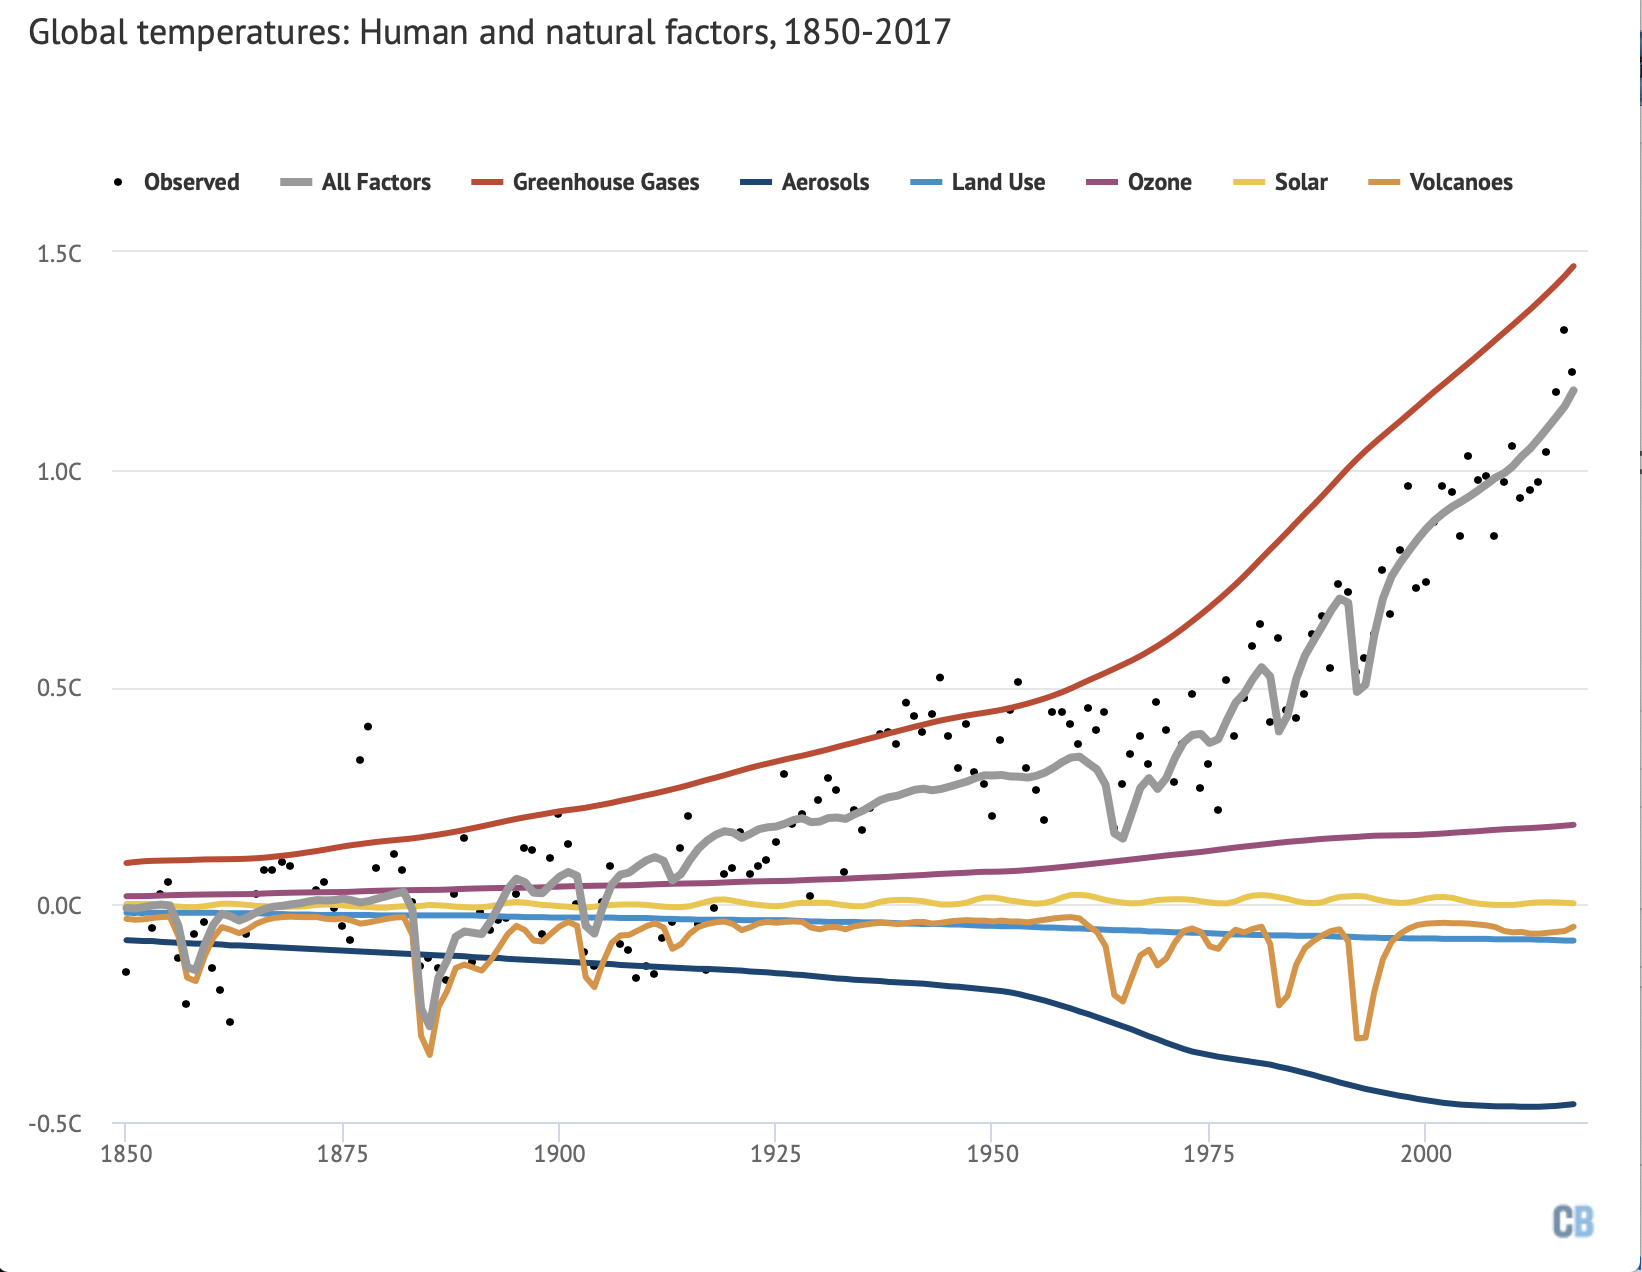 Global temperatures: Human and natural factors, 1850-2017
Observed All Factors Greenhouse Gases Aerosols Land Use Ozone Solar Volcanoes
1.5C
1.0C
0.5C
0.0C
-0.5C
1850 1875 1900 1925 1950 1975 2000
CB